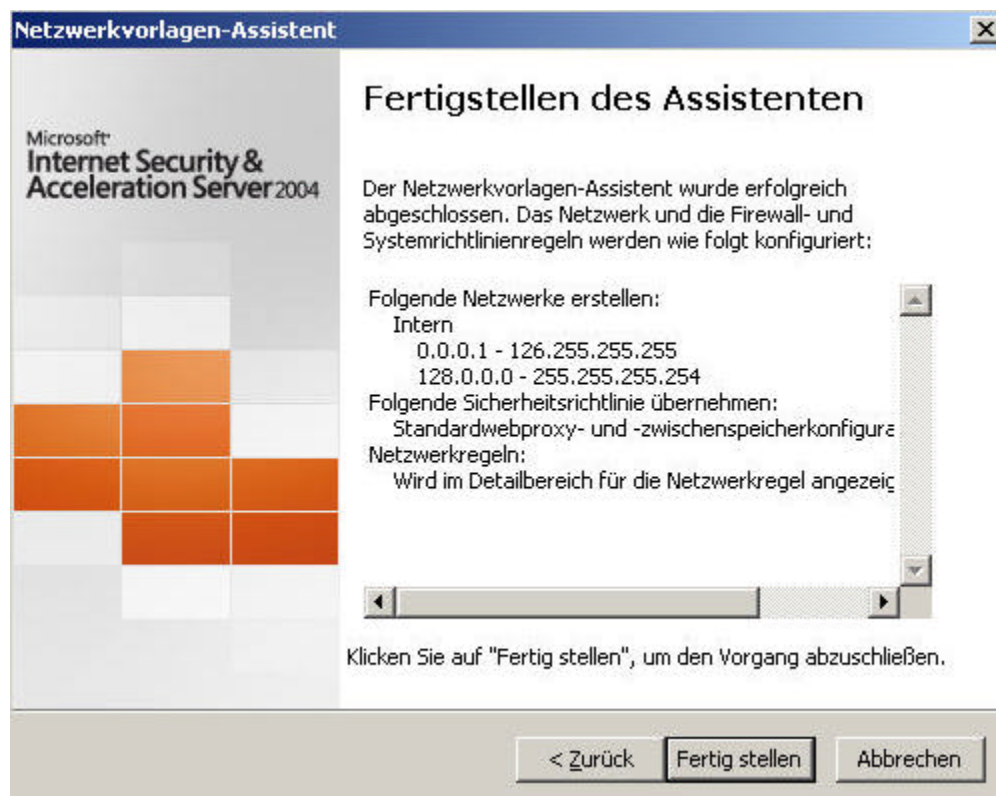 Netzwerkvorlagen-Assistent
Microsoft
Internet Security &
Acceleration Server 2004
Fertigstellen des Assistenten
Der Netzwerkvorlagen-Assistent wurde erfolgreich
abgeschlossen. Das Netzwerk und die Firewall- und
Systemrichtlinienregeln werden wie folgt konfiguriert:
Folgende Netzwerke erstellen:
Intern
0.0.0.1 - 126.255.255.255
128.0.0.0 - 255.255.255.254
Folgende Sicherheitsrichtlinie übernehmen:
Standardwebproxy- und -zwischenspeicherkonfigura
Netzwerkregeln:
Wird im Detailbereich für die Netzwerkregel angezeig
Klicken Sie auf "Fertig stellen", um den Vorgang abzuschließen.
< Zurück Fertig stellen Abbrechen